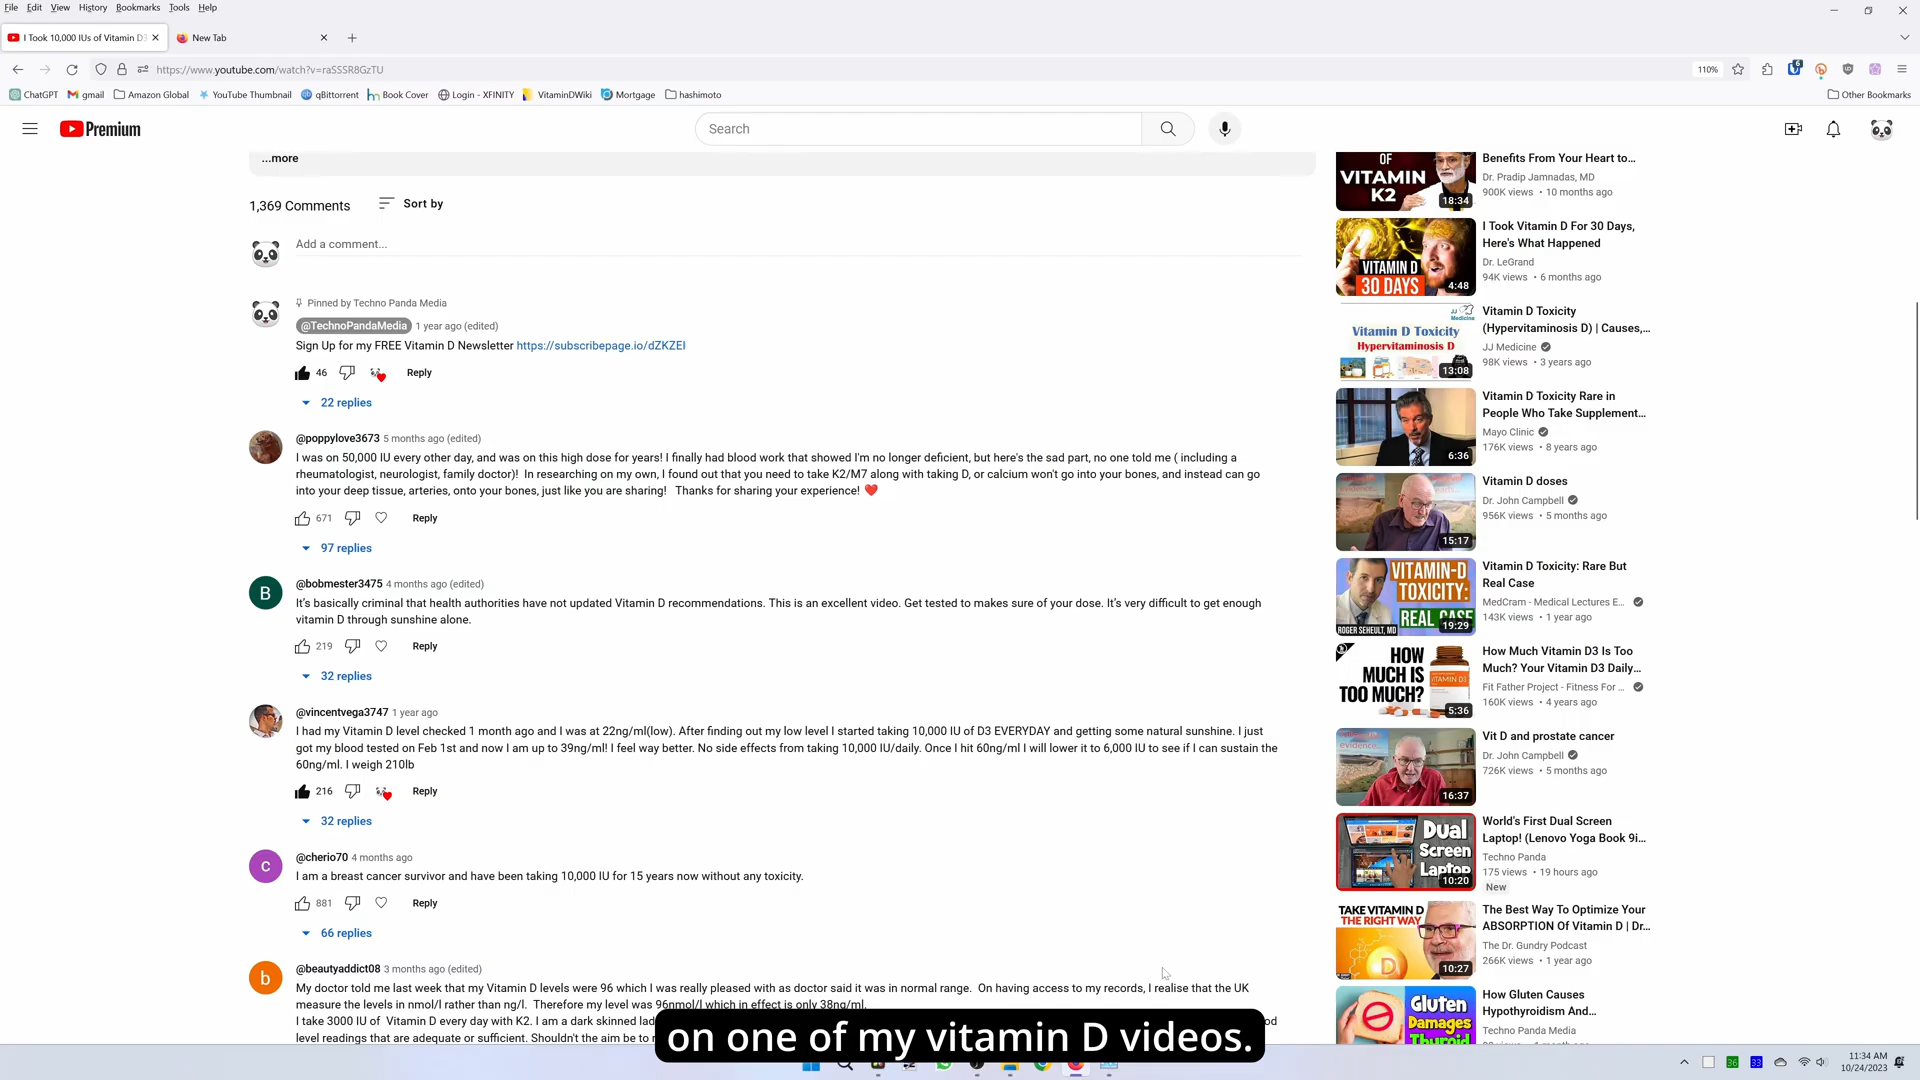 File Edit View History Bookmarks Tools Help
I Took 10,000 IUs of Vitamin D3
New Tab
https://www.youtube.com/watch?v=raSSSR8GzTU
110%
6
ChatGPT
gmail
Amazon Global
YouTube Thumbnail
qBittorrent
Book Cover
Login - XFINITY
VitaminDWiki
Mortgage
hashimoto
Other Bookmarks
Premium
Search
...more
1,369 Comments
Sort by
Add a comment...
Pinned by Techno Panda Media
@TechnoPandaMedia 1 year ago (edited)
Sign Up for my FREE Vitamin D Newsletter https://subscribepage.io/dZKZEI
46
Reply
22 replies
@poppylove3673 5 months ago (edited)
I was on 50,000 IU every other day, and was on this high dose for years! I finally had blood work that showed I'm no longer deficient, but here's the sad part, no one told me ( including a
rheumatologist, neurologist, family doctor)! In researching on my own, I found out that you need to take K2/M7 along with taking D, or calcium won't go into your bones, and instead can go
into your deep tissue, arteries, onto your bones, just like you are sharing! Thanks for sharing your experience! ❤️
671
Reply
97 replies
B
@bobmester3475 4 months ago (edited)
It's basically criminal that health authorities have not updated Vitamin D recommendations. This is an excellent video. Get tested to makes sure of your dose. It's very difficult to get enough
vitamin D through sunshine alone.
219
Reply
32 replies
@vincentvega3747 1 year ago
I had my Vitamin D level checked 1 month ago and I was at 22ng/ml(low). After finding out my low level I started taking 10,000 IU of D3 EVERYDAY and getting some natural sunshine. I just
got my blood tested on Feb 1st and now I am up to 39ng/ml! I feel way better. No side effects from taking 10,000 IU/daily. Once I hit 60ng/ml I will lower it to 6,000 IU to see if I can sustain the
60ng/ml. I weigh 210lb
216
Reply
32 replies
c
@cherio70 4 months ago
I am a breast cancer survivor and have been taking 10,000 IU for 15 years now without any toxicity.
881
Reply
66 replies
b
@beautyaddict08 3 months ago (edited)
My doctor told me last week that my Vitamin D levels were 96 which I was really pleased with as doctor said it was in normal range. On having access to my records, I realise that the UK
measure the levels in nmol/l rather than ng/l. Therefore my level was 96nmol/l which in effect is only 38ng/ml.
I take 3000 IU of Vitamin D every day with K2. I am a dark skinned
level readings that are adequate or sufficient. Shouldn't the aim be to
on one of my vitamin D videos.
OF
VITAMIN
K2
18:34
Benefits From Your Heart to...
Dr. Pradip Jamnadas, MD
900K views • 10 months ago
VITAMIN D
30 DAYS
4:48
I Took Vitamin D For 30 Days,
Here's What Happened
Dr. LeGrand
94K views • 6 months ago
JJ
Medicine
Vitamin D Toxicity
Hypervitaminosis D
13:08
Vitamin D Toxicity
(Hypervitaminosis D) | Causes,...
JJ Medicine
98K views • 3 years ago
6:36
Vitamin D Toxicity Rare in
People Who Take Supplement...
Mayo Clinic
176K views • 8 years ago
15:17
Vitamin D doses
Dr. John Campbell
956K views • 5 months ago
VITAMIN-D
TOXICITY:
REAL CASE
ROGER SEHEULT, MD
19:29
Vitamin D Toxicity: Rare But
Real Case
MedCram - Medical Lectures E...
143K views • 1 year ago
HOW
MUCH IS
TOO MUCH?
VITAMIN D3
5:36
How Much Vitamin D3 Is Too
Much? Your Vitamin D3 Daily...
Fit Father Project - Fitness For ...
160K views • 4 years ago
16:37
Vit D and prostate cancer
Dr. John Campbell
726K views • 5 months ago
Dual
Screen
Laptop
10:20
World's First Dual Screen
Laptop! (Lenovo Yoga Book 9i...
Techno Panda
175 views • 19 hours ago
New
TAKE VITAMIN D
THE RIGHT WAY
D
10:27
The Best Way To Optimize Your
ABSORPTION Of Vitamin D | Dr...
The Dr. Gundry Podcast
266K views • 1 year ago
Gluten
Damages
Thyroid
How Gluten Causes
Hypothyroidism And...
Techno Panda Media
36
33
11:34 AM
10/24/2023